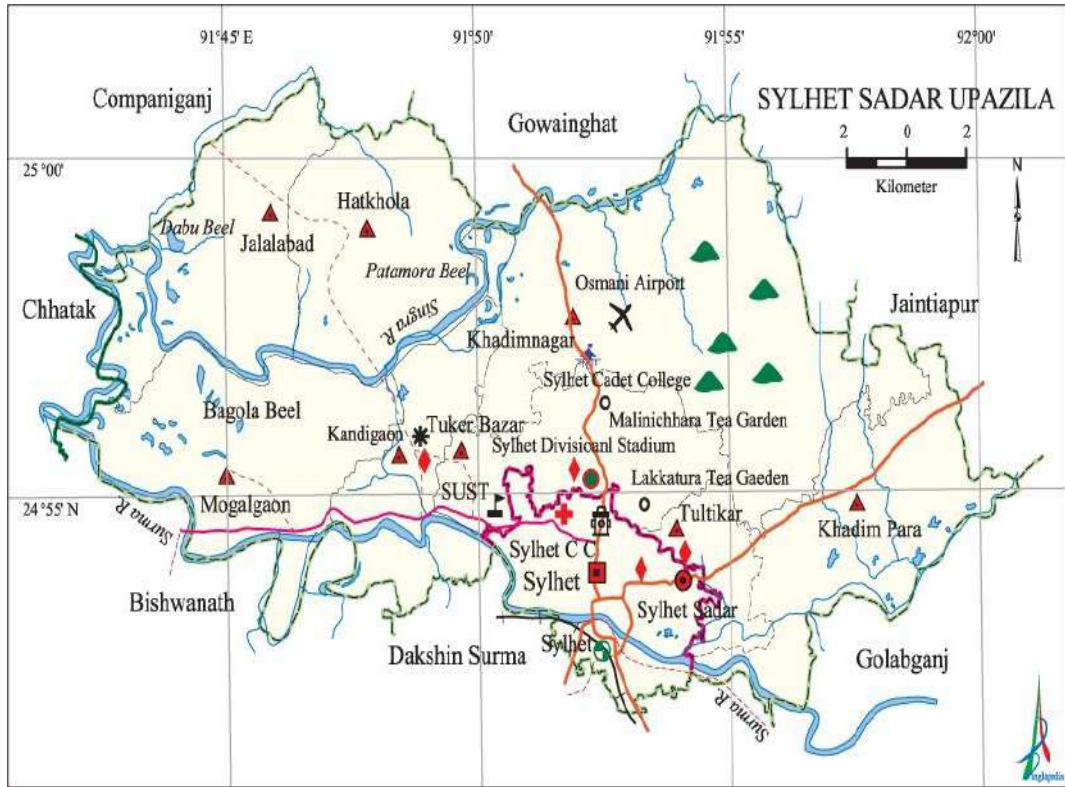 91°45' E
91°50'
91°55'
92°00'
Companiganj
Gowainghat
SYLHET SADAR UPAZILA
2 0 2
Kilometer
N
25°00'
Hatkhola
Dabu Beel
Jalalabad
Patamora Beel
Osmani Airport
Chhatak
Singra R
Jaintiapur
Khadimnagar
Sylhet Cadet College
Bagola Beel
Malinichhara Tea Garden
Kandigaon
Tuker Bazar
Sylhet Divisioanl Stadium
Mogalgaon
SUST
Lakkatura Tea Gaeden
24°55' N
Tultikar
Khadim Para
Surma R
Sylhet C C
Sylhet
Bishwanath
Sylhet Sadar
Dakshin Surma
Sylhet
Golabganj
Surma R.
anglapedia